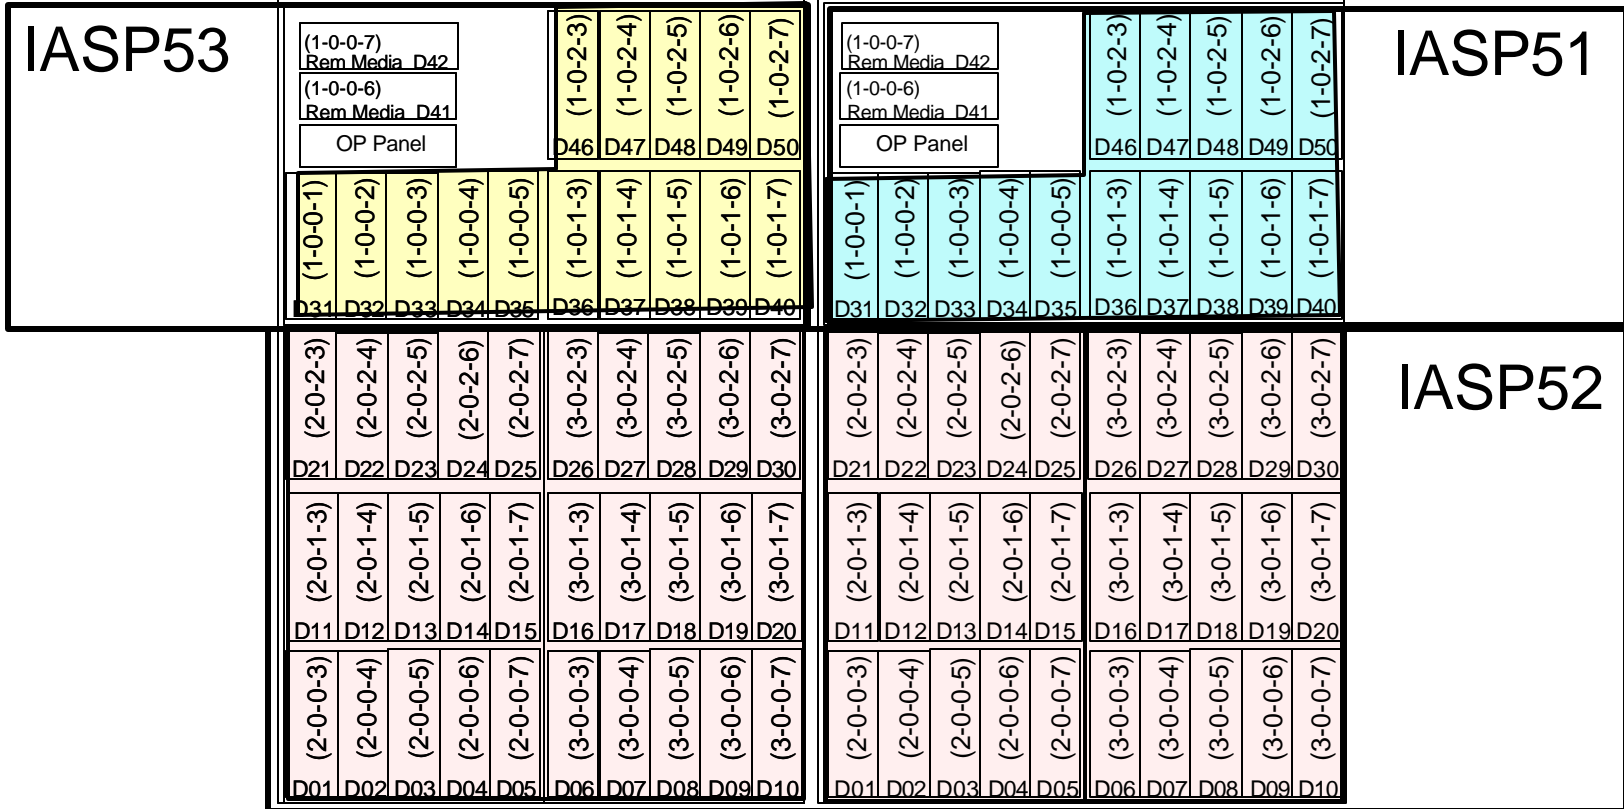 IASP53
(1-0-0-7)
Rem Media D42
(1-0-0-6)
Rem Media D41
OP Panel
(1-0-2-3) (1-0-2-4) (1-0-2-5) (1-0-2-6) (1-0-2-7)
D46 D47 D48 D49 D50
(1-0-0-1) (1-0-0-2) (1-0-0-3) (1-0-0-4) (1-0-0-5) (1-0-1-3) (1-0-1-4) (1-0-1-5) (1-0-1-6) (1-0-1-7)
D31 D32 D33 D34 D35 D36 D37 D38 D39 D40
(2-0-2-3) (2-0-2-4) (2-0-2-5) (2-0-2-6) (2-0-2-7) (3-0-2-3) (3-0-2-4) (3-0-2-5) (3-0-2-6) (3-0-2-7)
D21 D22 D23 D24 D25 D26 D27 D28 D29 D30
(2-0-1-3) (2-0-1-4) (2-0-1-5) (2-0-1-6) (2-0-1-7) (3-0-1-3) (3-0-1-4) (3-0-1-5) (3-0-1-6) (3-0-1-7)
D11 D12 D13 D14 D15 D16 D17 D18 D19 D20
(2-0-0-3) (2-0-0-4) (2-0-0-5) (2-0-0-6) (2-0-0-7) (3-0-0-3) (3-0-0-4) (3-0-0-5) (3-0-0-6) (3-0-0-7)
D01 D02 D03 D04 D05 D06 D07 D08 D09 D10
(1-0-0-7)
Rem Media D42
(1-0-0-6)
Rem Media D41
OP Panel
(1-0-2-3) (1-0-2-4) (1-0-2-5) (1-0-2-6) (1-0-2-7)
D46 D47 D48 D49 D50
IASP51
(1-0-0-1) (1-0-0-2) (1-0-0-3) (1-0-0-4) (1-0-0-5) (1-0-1-3) (1-0-1-4) (1-0-1-5) (1-0-1-6) (1-0-1-7)
D31 D32 D33 D34 D35 D36 D37 D38 D39 D40
(2-0-2-3) (2-0-2-4) (2-0-2-5) (2-0-2-6) (2-0-2-7) (3-0-2-3) (3-0-2-4) (3-0-2-5) (3-0-2-6) (3-0-2-7)
D21 D22 D23 D24 D25 D26 D27 D28 D29 D30
IASP52
(2-0-1-3) (2-0-1-4) (2-0-1-5) (2-0-1-6) (2-0-1-7) (3-0-1-3) (3-0-1-4) (3-0-1-5) (3-0-1-6) (3-0-1-7)
D11 D12 D13 D14 D15 D16 D17 D18 D19 D20
(2-0-0-3) (2-0-0-4) (2-0-0-5) (2-0-0-6) (2-0-0-7) (3-0-0-3) (3-0-0-4) (3-0-0-5) (3-0-0-6) (3-0-0-7)
D01 D02 D03 D04 D05 D06 D07 D08 D09 D10